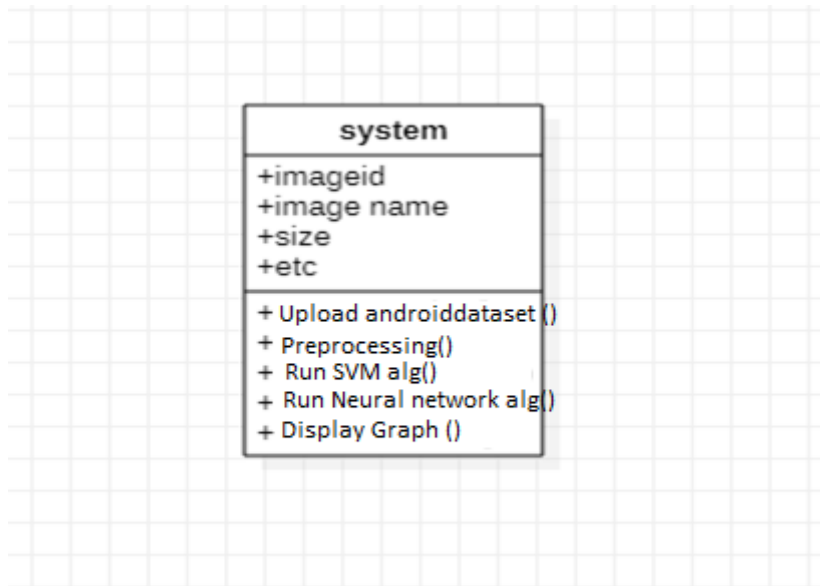 system
+imageid
+image name
+size
+etc
+ Upload androiddataset ()
+ Preprocessing()
+ Run SVM alg()
+ Run Neural network alg()
+ Display Graph ()